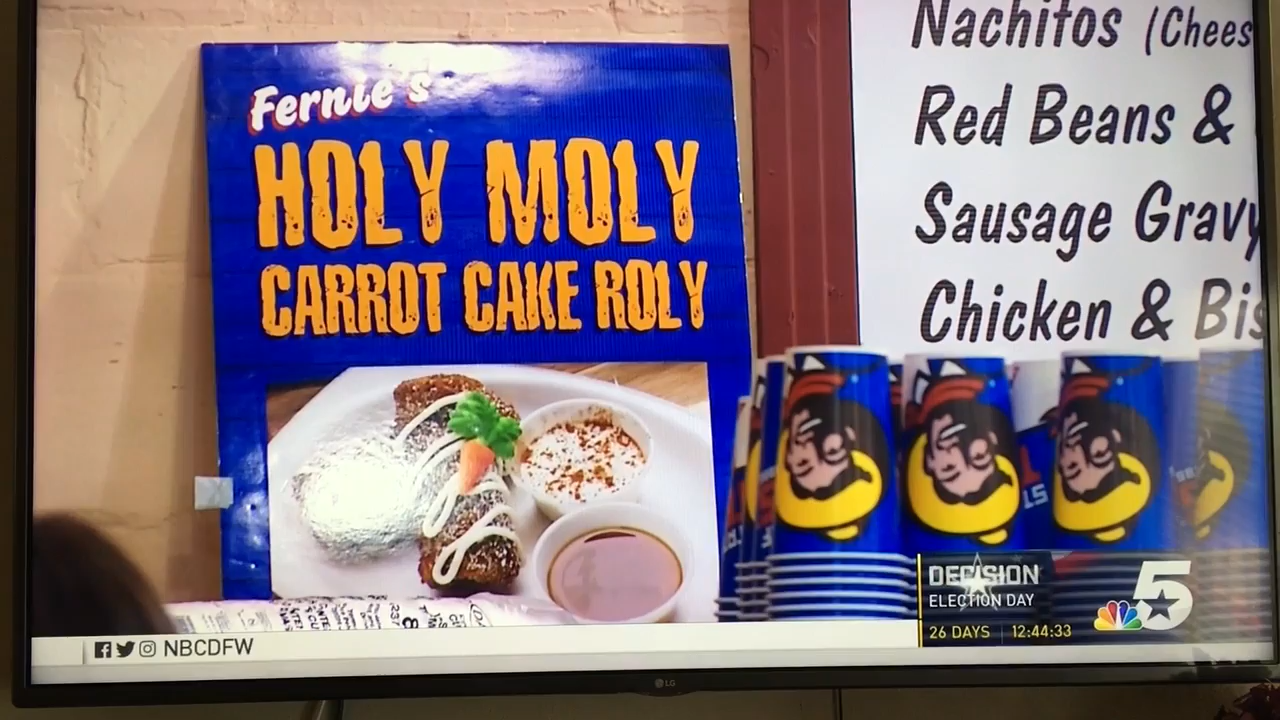 Fernie's
HOLY MOLY
CARROT CAKE ROLY
Nachitos (Chees
Red Beans &
Sausage Gravy
Chicken & Bis
DECISION
ELECTION DAY
26 DAYS 12:44:33
5
NBCDFW
LG